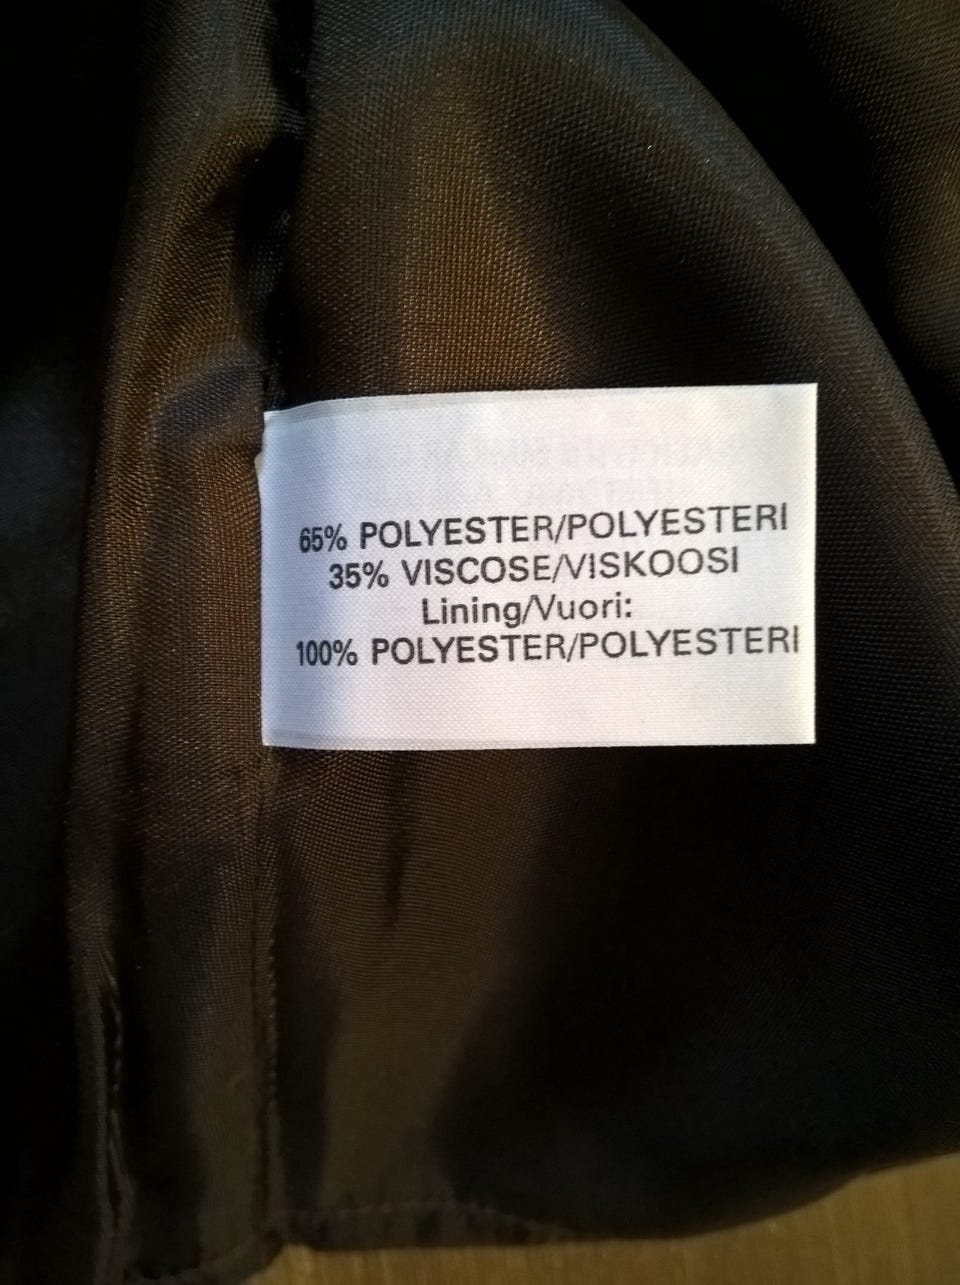 65% POLYESTER/POLYESTERI
35% VISCOSE/VISKOOSI
Lining/Vuori:
100% POLYESTER/POLYESTERI